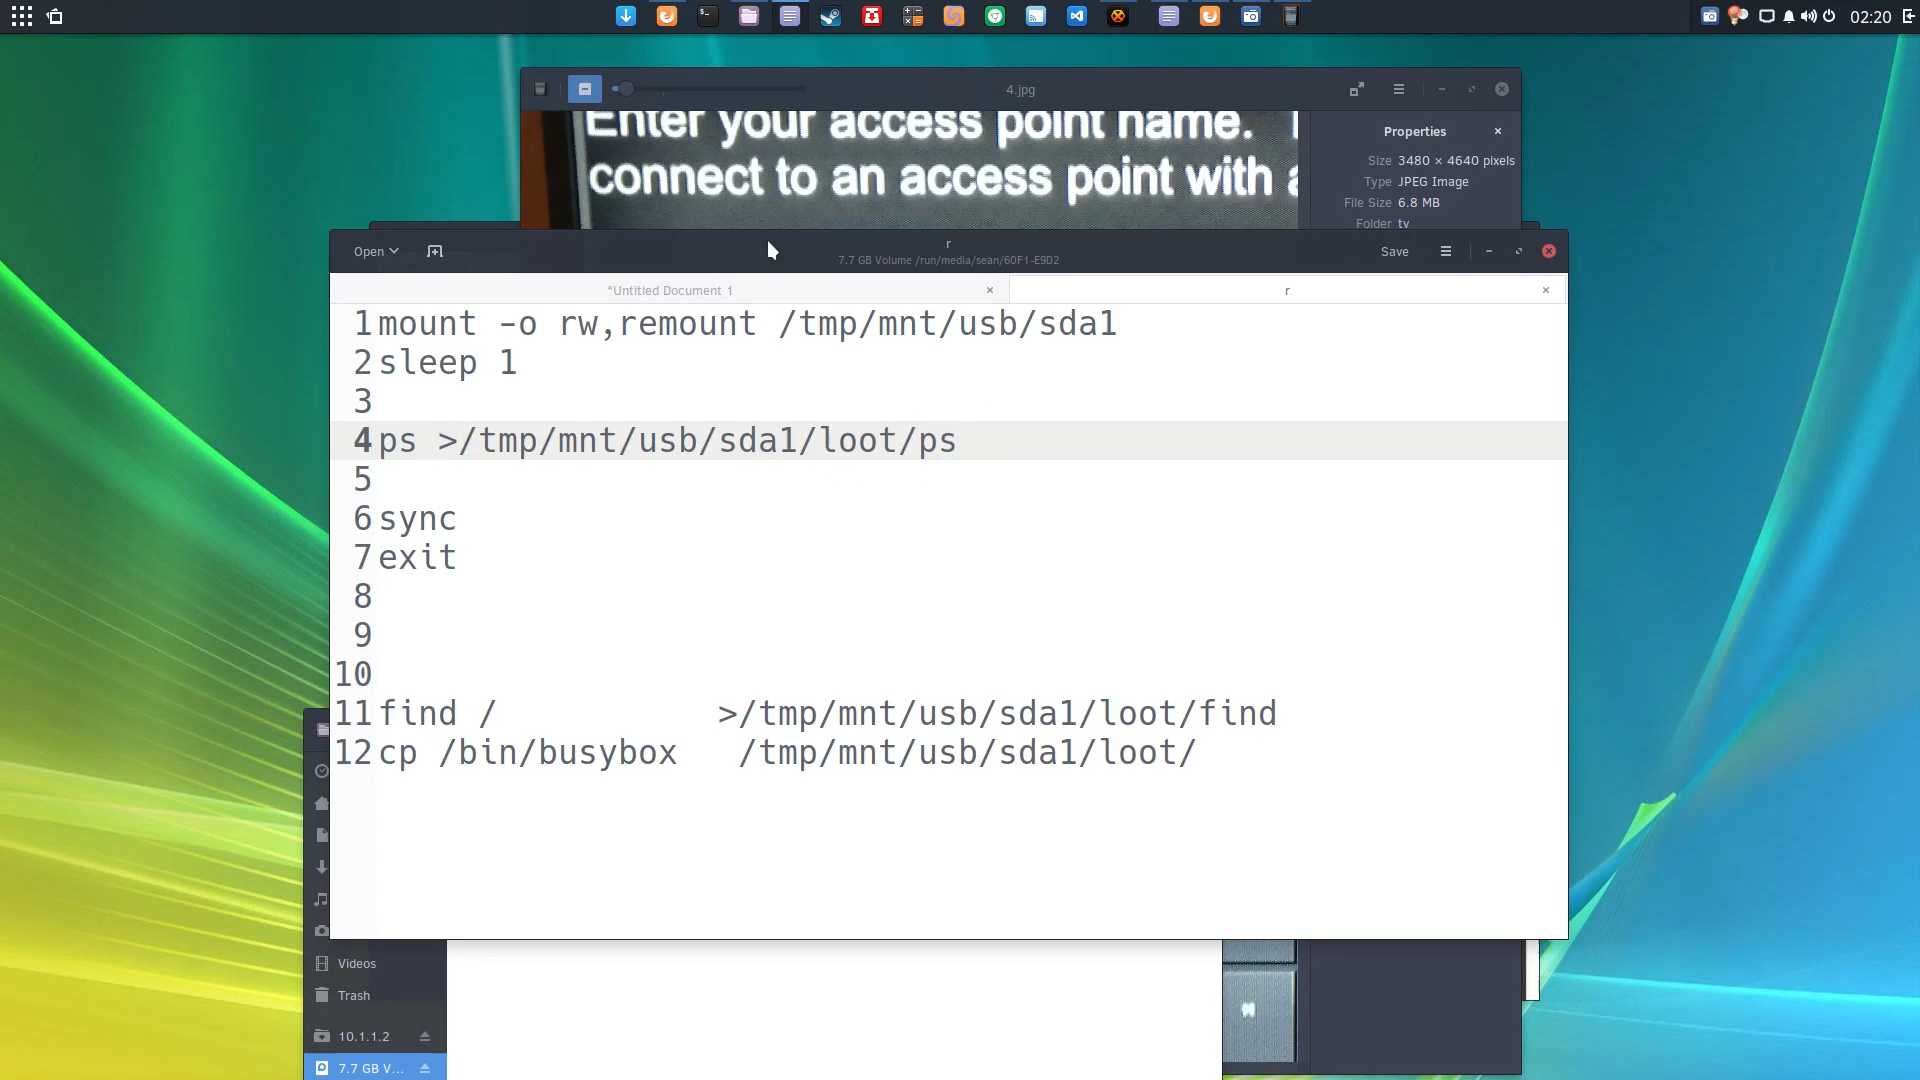 02:20
4.jpg
Enter your access point name.
connect to an access point with a
Properties
Size 3480 × 4640 pixels
Type JPEG Image
File Size 6.8 MB
Folder tv
Open
r
7.7 GB Volume /run/media/sean/60F1-E9D2
Save
*Untitled Document 1
r
1 mount -o rw,remount /tmp/mnt/usb/sda1
2 sleep 1
3
4 ps >/tmp/mnt/usb/sda1/loot/ps
5
6 sync
7 exit
8
9
10
11 find / >/tmp/mnt/usb/sda1/loot/find
12 cp /bin/busybox /tmp/mnt/usb/sda1/loot/
Videos
Trash
10.1.1.2
7.7 GB V...